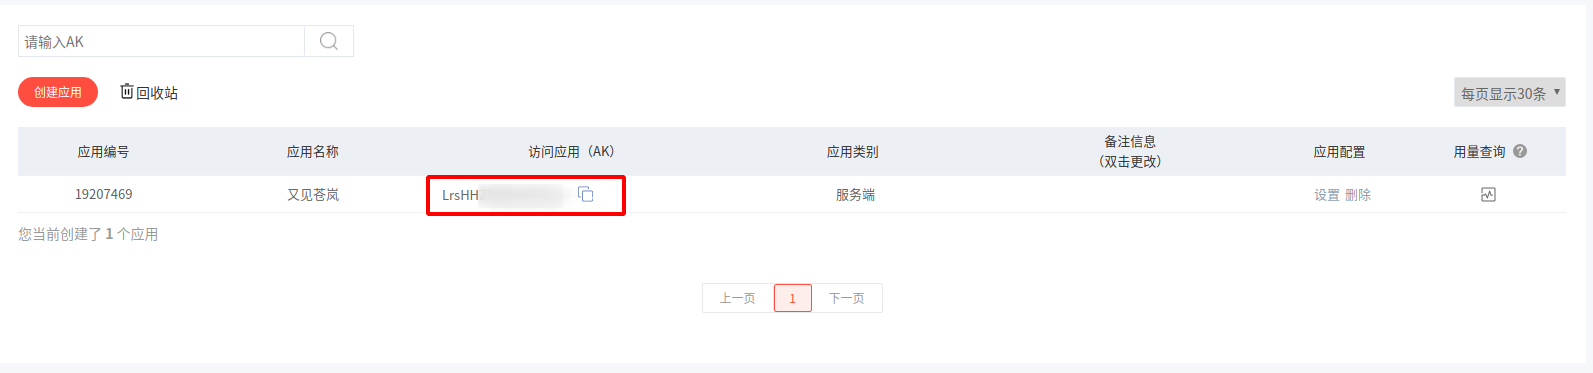 请输入AK
创建应用 回收站 每页显示30条
应用编号 应用名称 访问应用（AK） 应用类别 备注信息 （双击更改） 应用配置 用量查询
19207469 又见苍岚 LrsHH 服务端 设置 删除
您当前创建了 1 个应用
上一页 1 下一页